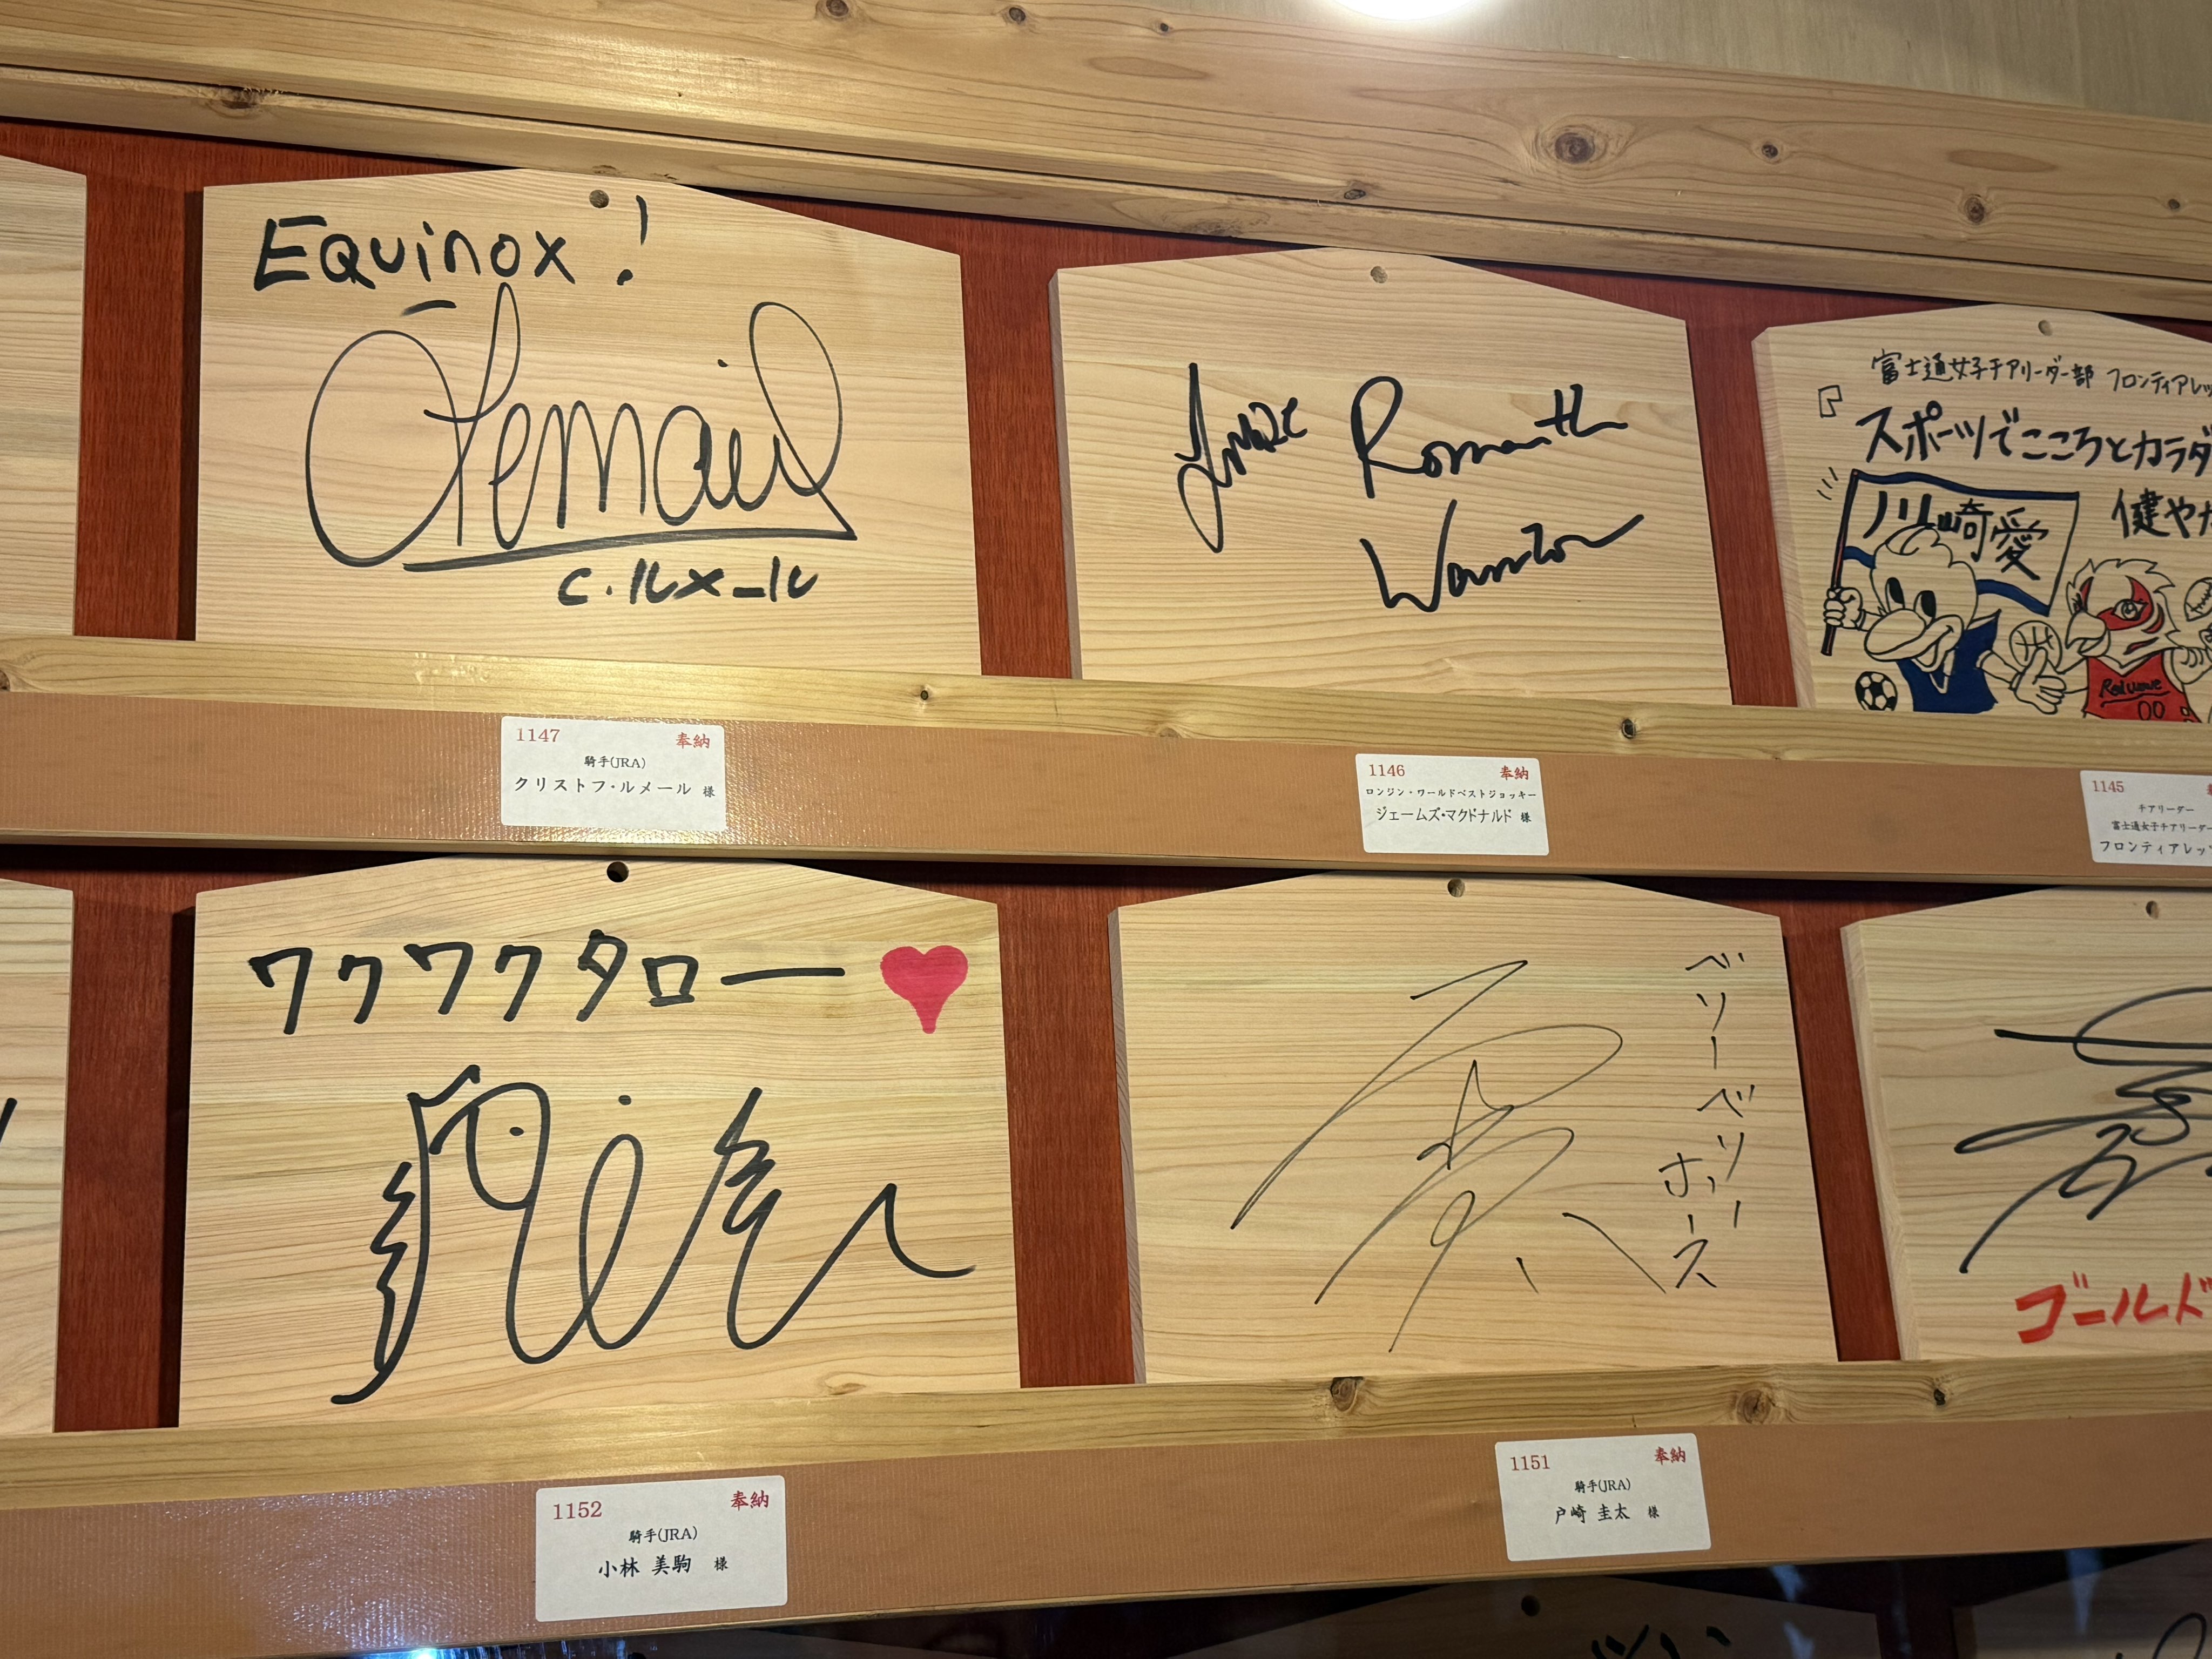 Equinox!
C.ルメール
Romantic
Warrior
富士通女子チアリーダー部 フロンティアレッ
スポーツでこころとカラダ
健やか
川崎愛
Redwave
00
1147 奉納
騎手(JRA)
クリストフ・ルメール 様
1146 奉納
ロンジン・ワールドベストジョッキー
ジェームズ・マクドナルド 様
1145
チアリーダー
富士通女子チアリーダー
フロンティアレッツ
ワクワクタロー
ベリーベリー
ホース
ゴールド
1152 奉納
騎手(JRA)
小林 美駒 様
1151 奉納
騎手(JRA)
戸崎 圭太 様